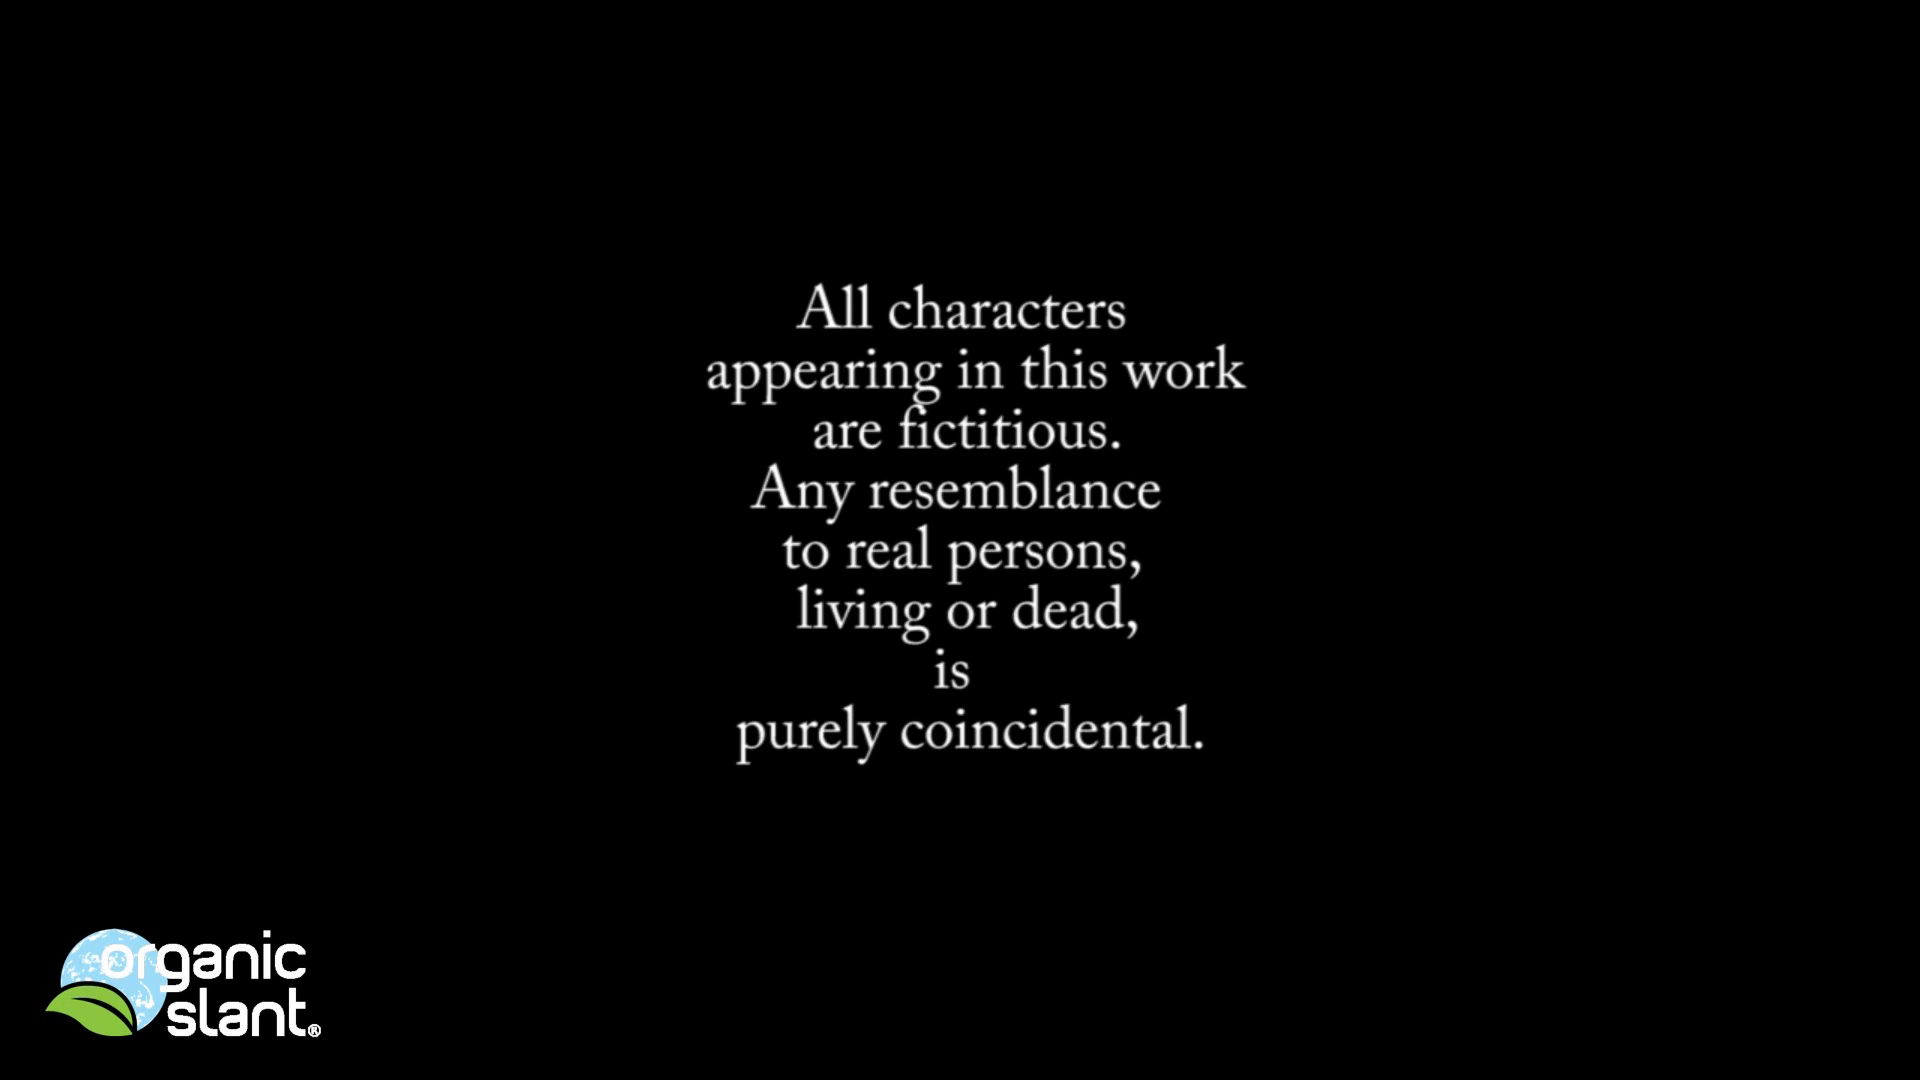 All characters
appearing in this work
are fictitious.
Any resemblance
to real persons,
living or dead,
is
purely coincidental.
organic
slant®